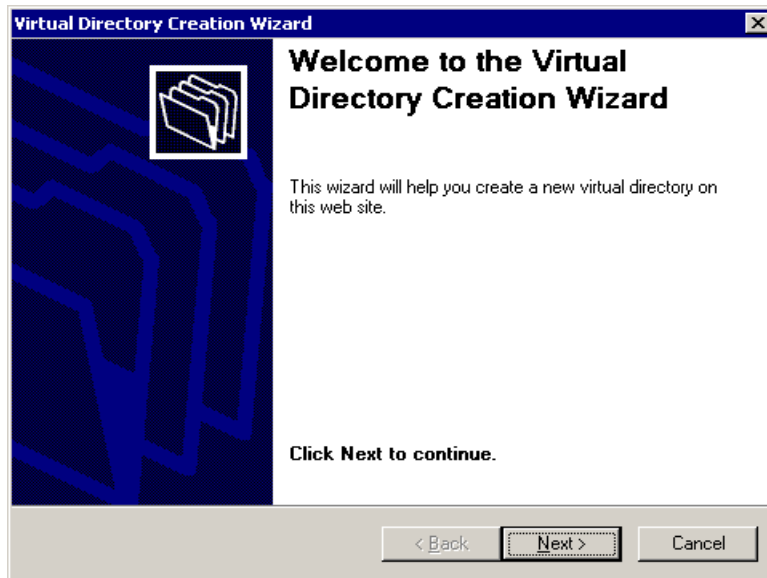 Virtual Directory Creation Wizard
Welcome to the Virtual
Directory Creation Wizard
This wizard will help you create a new virtual directory on
this web site.
Click Next to continue.
< Back Next > Cancel